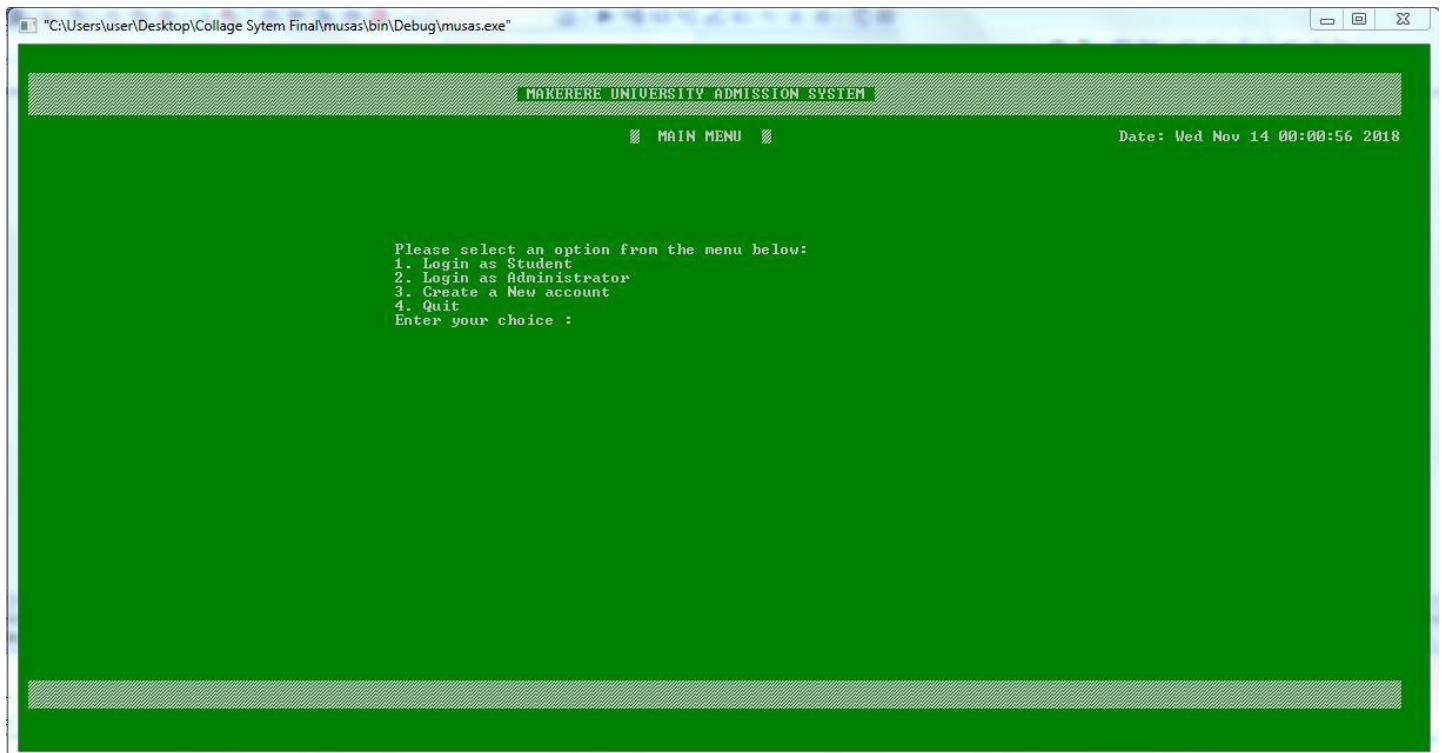 "C:\Users\user\Desktop\Collage Sytem Final\musas\bin\Debug\musas.exe"
MAKERERE UNIVERSITY ADMISSION SYSTEM
MAIN MENU
Date: Wed Nov 14 00:00:56 2018
Please select an option from the menu below:
1. Login as Student
2. Login as Administrator
3. Create a New account
4. Quit
Enter your choice :